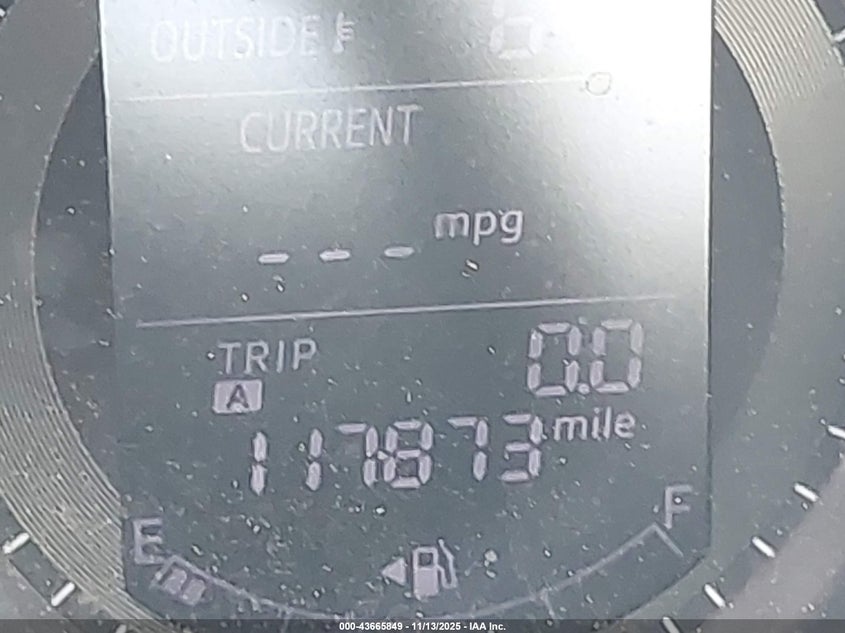 OUTSIDE
CURRENT
--- mpg
TRIP 0.0
A
117873 mile
E F
000-43665849 - 11/13/2025 - IAA Inc.